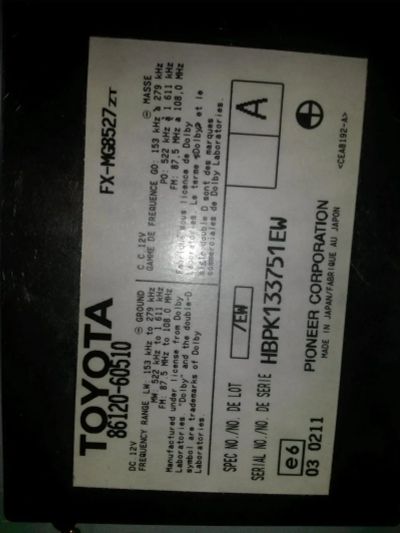 TOYOTA
86120-60510
FX-MG8527ZT
DC 12V ⊖ GROUND
FREQUENCY RANGE LW: 153 kHz to 279 kHz
MW: 522 kHz to 1 611 kHz
FM: 87.5 MHz to 108.0 MHz
Manufactured under license from Dolby
Laboratories. "Dolby" and the double-D
symbol are trademarks of Dolby
Laboratories.
C C 12V ⊖ MASSE
GAMME DE FREQUENCE GO: 153 kHz à 279 kHz
PO: 522 kHz à 1 611 kHz
FM: 87.5 MHz à 108,0 MHz
Fabriqué sous licence de Dolby
Laboratories. Le terme «Dolby» et le
sigle double D sont des marques
commerciales de Dolby Laboratories.
SPEC NO./NO. DE LOT /EW
A
SERIAL NO./NO. DE SERIE HBPK133751EW
e6
03 0211
PIONEER CORPORATION
MADE IN JAPAN/FABRIQUE AU JAPON
<CEA8192-A>